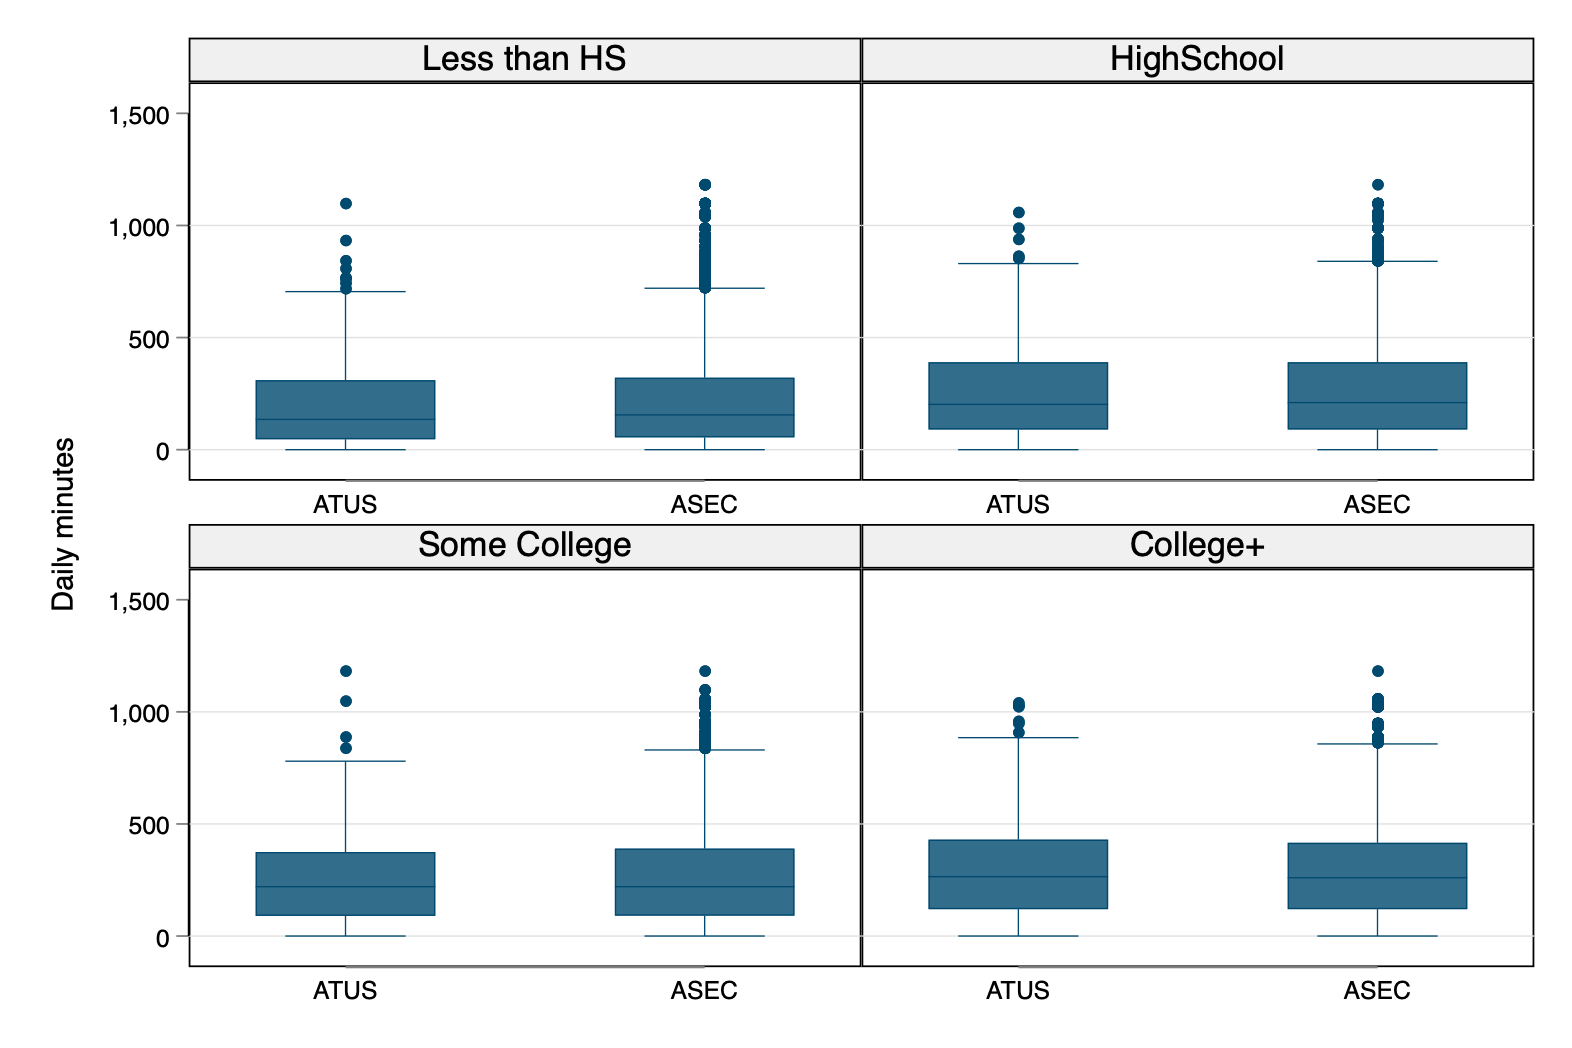 Less than HS
HighSchool
1,500
1,000
500
0
ATUS
ASEC
ATUS
ASEC
Daily minutes
Some College
College+
1,500
1,000
500
0
ATUS
ASEC
ATUS
ASEC